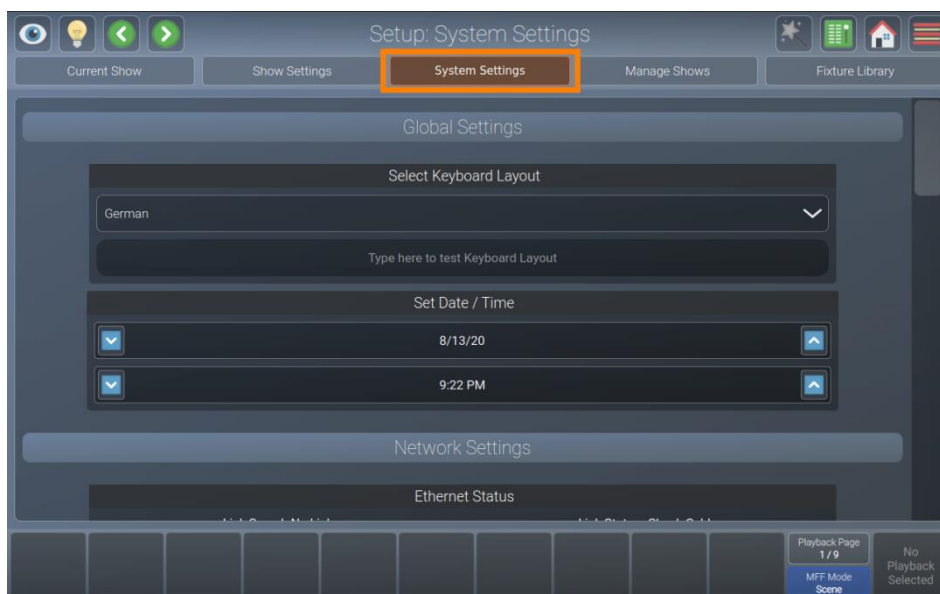 Setup: System Settings
Current Show
Show Settings
System Settings
Manage Shows
Fixture Library
Global Settings
Select Keyboard Layout
German
Type here to test Keyboard Layout
Set Date / Time
8/13/20
9:22 PM
Network Settings
Ethernet Status
Playback Page
1 / 9
MFF Mode
Scene
No
Playback
Selected